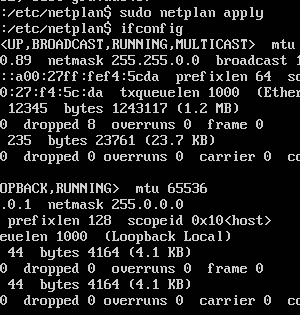 :/etc/netplan$ sudo netplan apply
:/etc/netplan$ ifconfig
<UP,BROADCAST,RUNNING,MULTICAST>  mtu
0.89  netmask 255.255.0.0  broadcast 1
::a00:27ff:fef4:5cda  prefixlen 64  sc
0:27:f4:5c:da  txqueuelen 1000  (Ether
12345  bytes 1243117 (1.2 MB)
0  dropped 8  overruns 0  frame 0
235  bytes 23761 (23.7 KB)
0  dropped 0 overruns 0  carrier 0  co
OPBACK,RUNNING>  mtu 65536
.0.1  netmask 255.0.0.0
prefixlen 128  scopeid 0x10<host>
ueuelen 1000  (Loopback Local)
44  bytes 4164 (4.1 KB)
0  dropped 0  overruns 0  frame 0
44  bytes 4164 (4.1 KB)
0  dropped 0 overruns 0  carrier 0  co